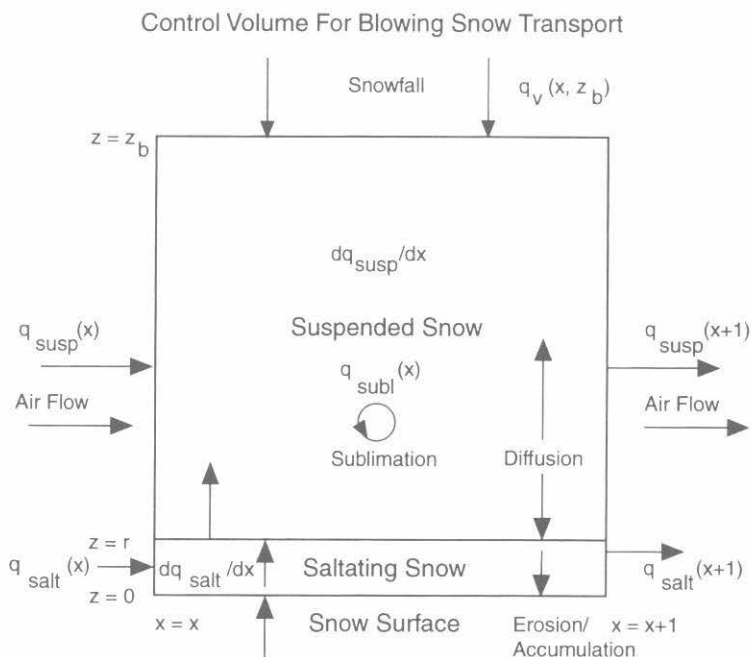 Control Volume For Blowing Snow Transport
Snowfall
q_v (x, z_b)
z = z_b
dq_susp/dx
q_susp(x)
Suspended Snow
q_susp(x+1)
q_subl(x)
Air Flow
Air Flow
Sublimation
Diffusion
z = r
q_salt(x)
dq_salt/dx
Saltating Snow
q_salt(x+1)
z = 0
x = x
Snow Surface
Erosion/
Accumulation
x = x+1